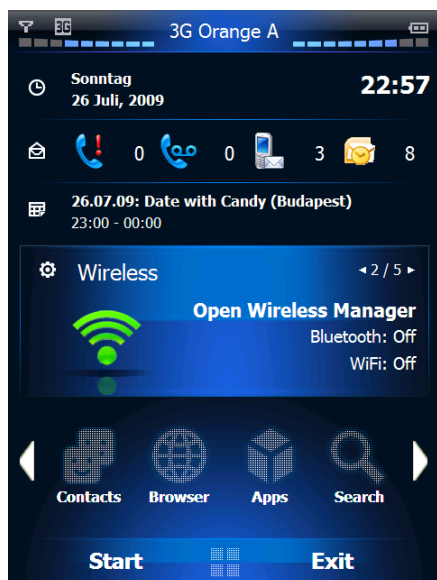 3G 3G Orange A
Sonntag
26 Juli, 2009
22:57
0 0 3 8
26.07.09: Date with Candy (Budapest)
23:00 - 00:00
Wireless
2 / 5
Open Wireless Manager
Bluetooth: Off
WiFi: Off
Contacts Browser Apps Search
Start Exit